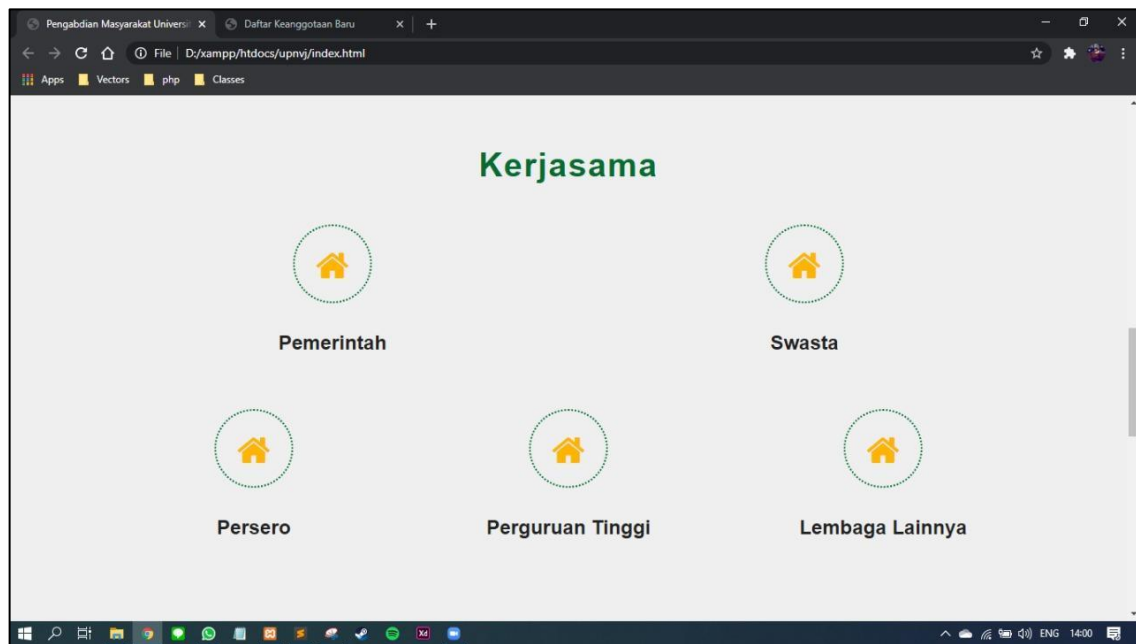 Pengabdian Masyarakat Universi
Daftar Keanggotaan Baru
File
D:/xampp/htdocs/upnvj/index.html
Apps
Vectors
php
Classes
Kerjasama
Pemerintah
Swasta
Persero
Perguruan Tinggi
Lembaga Lainnya
Xd
ENG 14:00